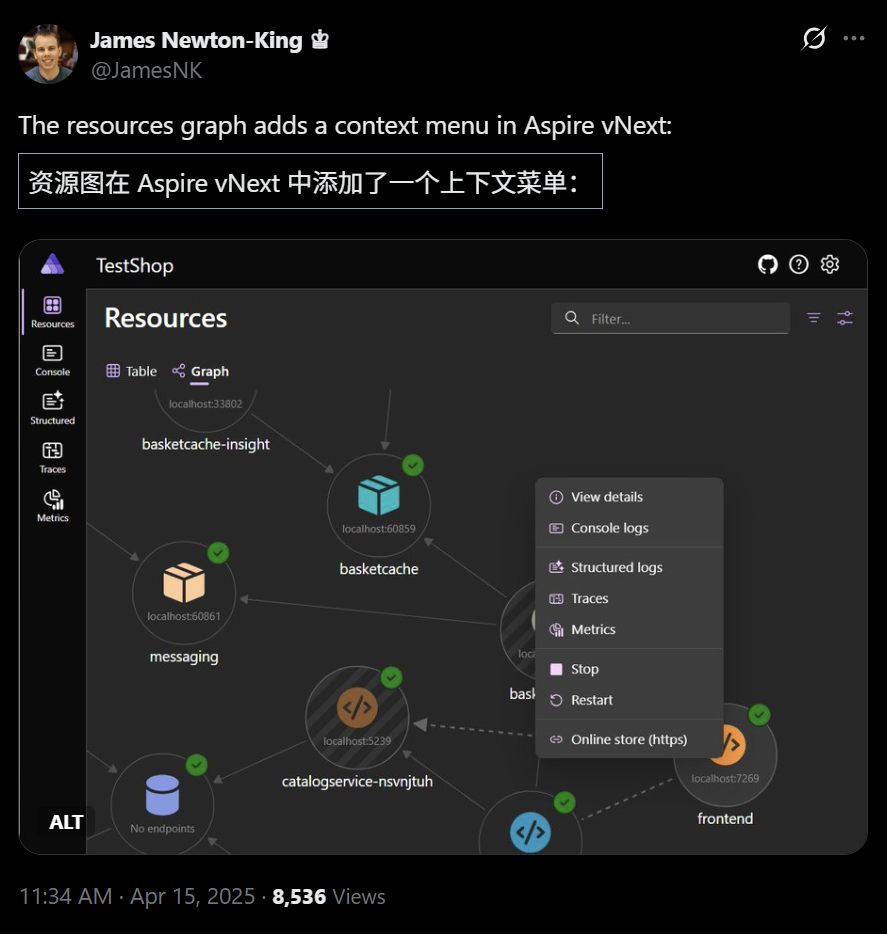 James Newton-King
@JamesNK
The resources graph adds a context menu in Aspire vNext:
资源图在 Aspire vNext 中添加了一个上下文菜单：
TestShop
Resources
Console
Structured
Traces
Metrics
Resources
Filter...
Table
Graph
localhost:33802
basketcache-insight
localhost:60859
basketcache
localhost:60861
messaging
View details
Console logs
Structured logs
Traces
Metrics
Stop
Restart
Online store (https)
localhost:5239
catalogservice-nsvnjtuh
localhost:7269
frontend
No endpoints
ALT
11:34 AM · Apr 15, 2025 · 8,536 Views